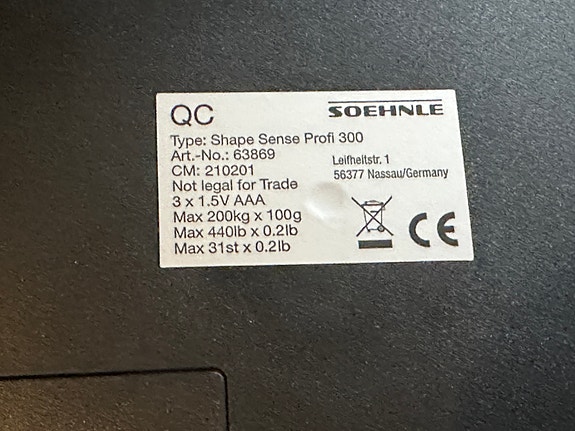 QC
SOEHNLE
Type: Shape Sense Profi 300
Art.-No.: 63869
CM: 210201
Not legal for Trade
3 x 1.5V AAA
Max 200kg x 100g
Max 440lb x 0.2lb
Max 31st x 0.2lb
Leifheitstr. 1
56377 Nassau/Germany
CE